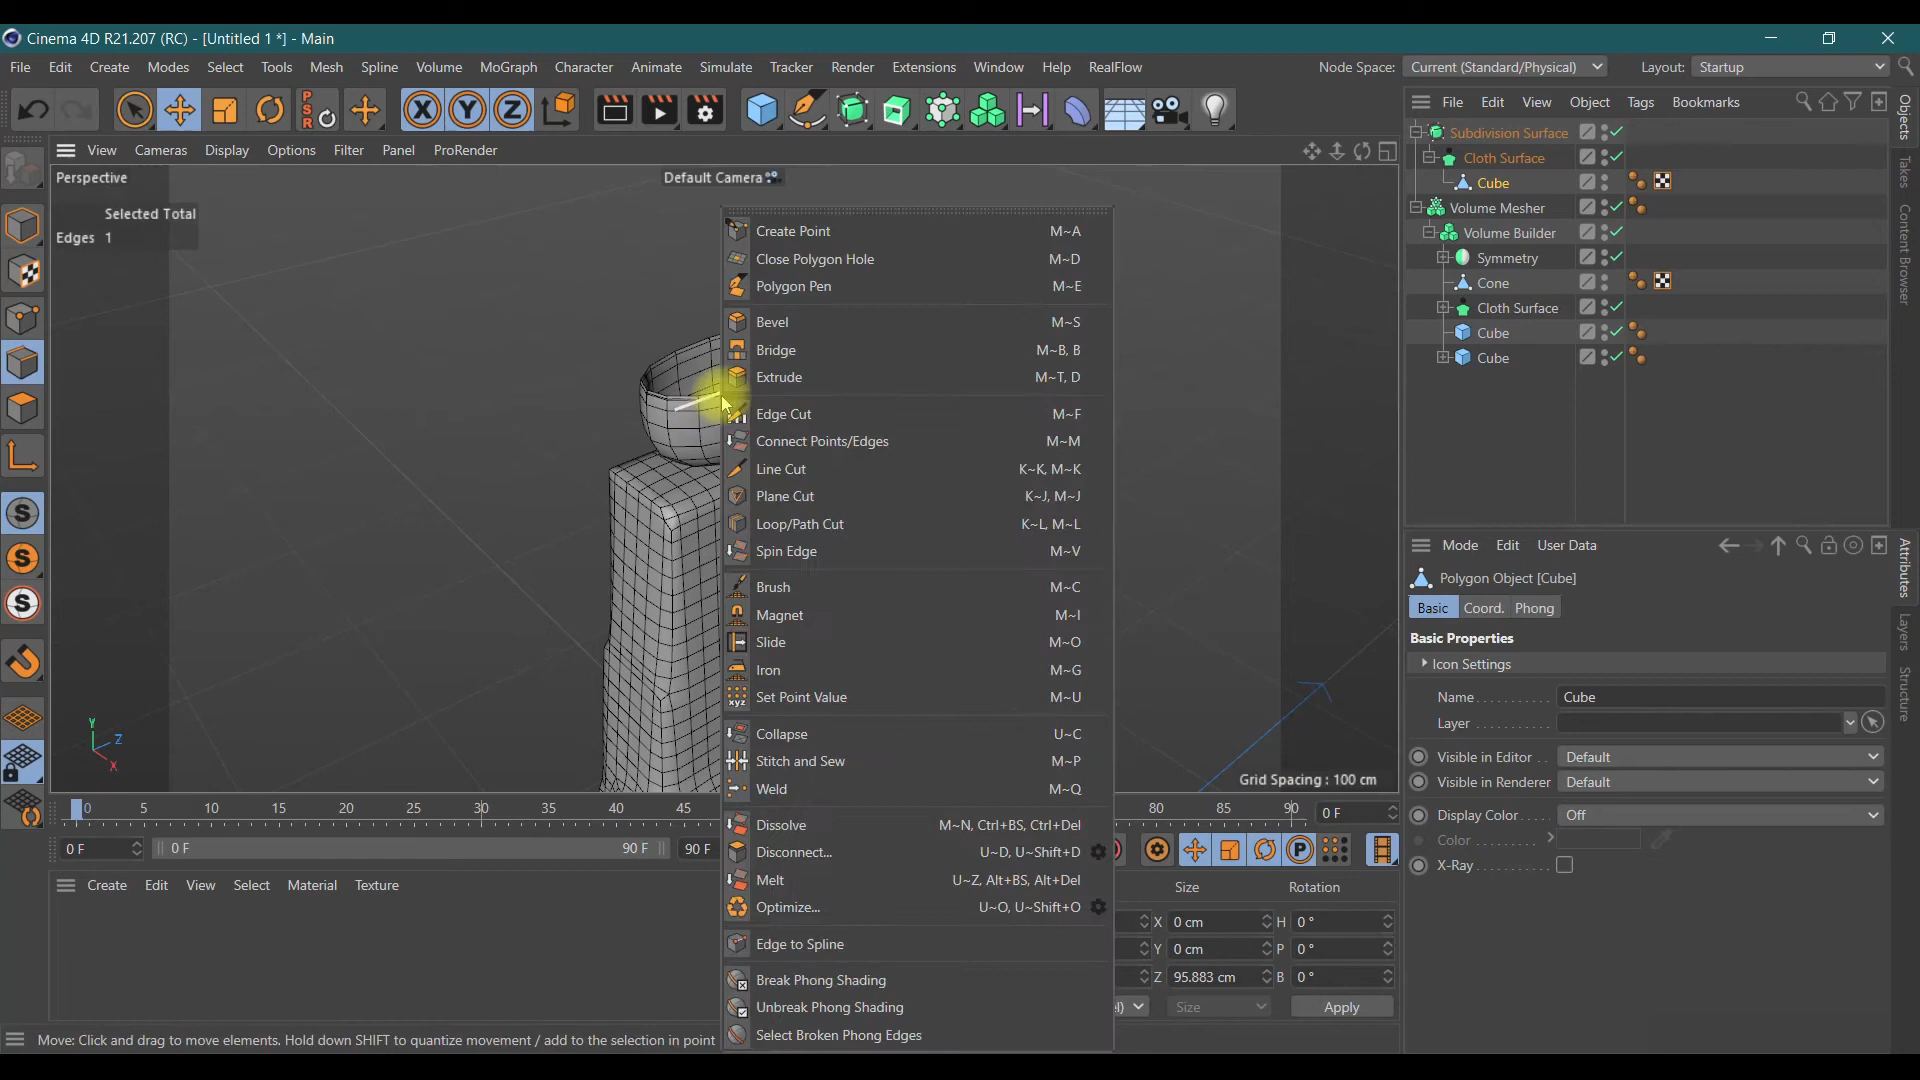 Cinema 4D R21.207 (RC) - [Untitled 1 *] - Main
File Edit Create Modes Select Tools Mesh Spline Volume MoGraph Character Animate Simulate Tracker Render Extensions Window Help RealFlow Node Space: Current (Standard/Physical) Layout: Startup
PSR X Y Z
File Edit View Object Tags Bookmarks
View Cameras Display Options Filter Panel ProRender
Perspective Default Camera
Selected Total
Edges 1
Subdivision Surface
Cloth Surface
Cube
Volume Mesher
Volume Builder
Symmetry
Cone
Cloth Surface
Cube
Cube
Objects
Takes
Content Browser
Create Point M~A
Close Polygon Hole M~D
Polygon Pen M~E
Bevel M~S
Bridge M~B, B
Extrude M~T, D
Edge Cut M~F
Connect Points/Edges M~M
Line Cut K~K, M~K
Plane Cut K~J, M~J
Loop/Path Cut K~L, M~L
Spin Edge M~V
Brush M~C
Magnet M~I
Slide M~O
Iron M~G
xyz Set Point Value M~U
Collapse U~C
Stitch and Sew M~P
Weld M~Q
Dissolve M~N, Ctrl+BS, Ctrl+Del
Disconnect... U~D, U~Shift+D
Melt U~Z, Alt+BS, Alt+Del
Optimize... U~O, U~Shift+O
Edge to Spline
Break Phong Shading
Unbreak Phong Shading
Select Broken Phong Edges
S
S
S
Y
Z
X
Grid Spacing : 100 cm
0 5 10 15 20 25 30 35 40 45 80 85 90 0 F
0 F 0 F 90 F 90 F P
Create Edit View Select Material Texture
Size Rotation
X 0 cm H 0 °
Y 0 cm P 0 °
Z 95.883 cm B 0 °
Size Apply
Mode Edit User Data
Polygon Object [Cube]
Basic Coord. Phong
Basic Properties
Icon Settings
Name Cube
Layer
Visible in Editor Default
Visible in Renderer Default
Display Color Off
Color
X-Ray
Attributes
Layers
Structure
Move: Click and drag to move elements. Hold down SHIFT to quantize movement / add to the selection in point